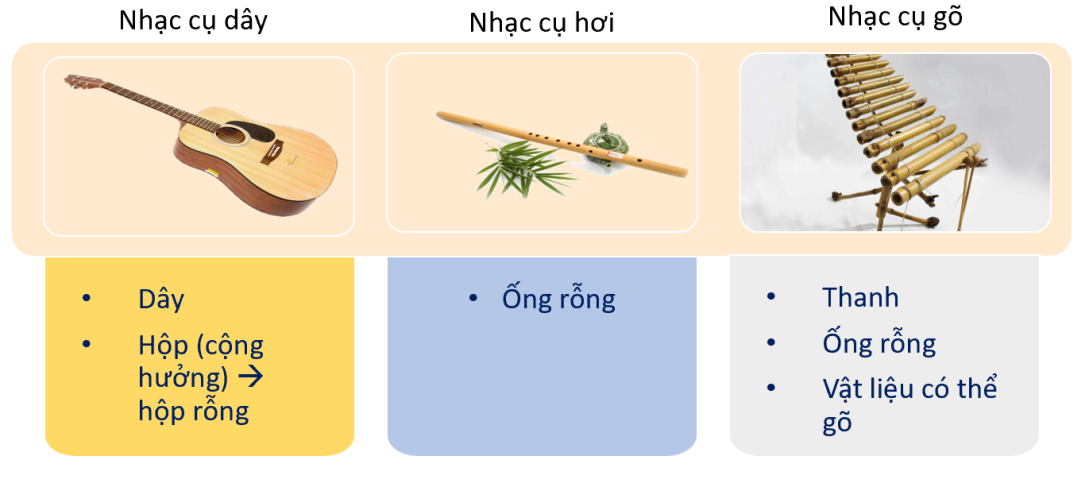 Nhạc cụ dây
Nhạc cụ hơi
Nhạc cụ gõ
• Dây
• Hộp (cộng
hưởng) →
hộp rỗng
• Ống rỗng
• Thanh
• Ống rỗng
• Vật liệu có thể
gõ